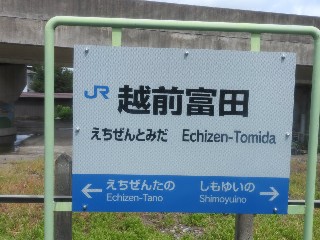 JR 越前富田
えちぜんとみだ Echizen-Tomida
← えちぜんたの しもゆいの →
Echizen-Tano Shimoyuino